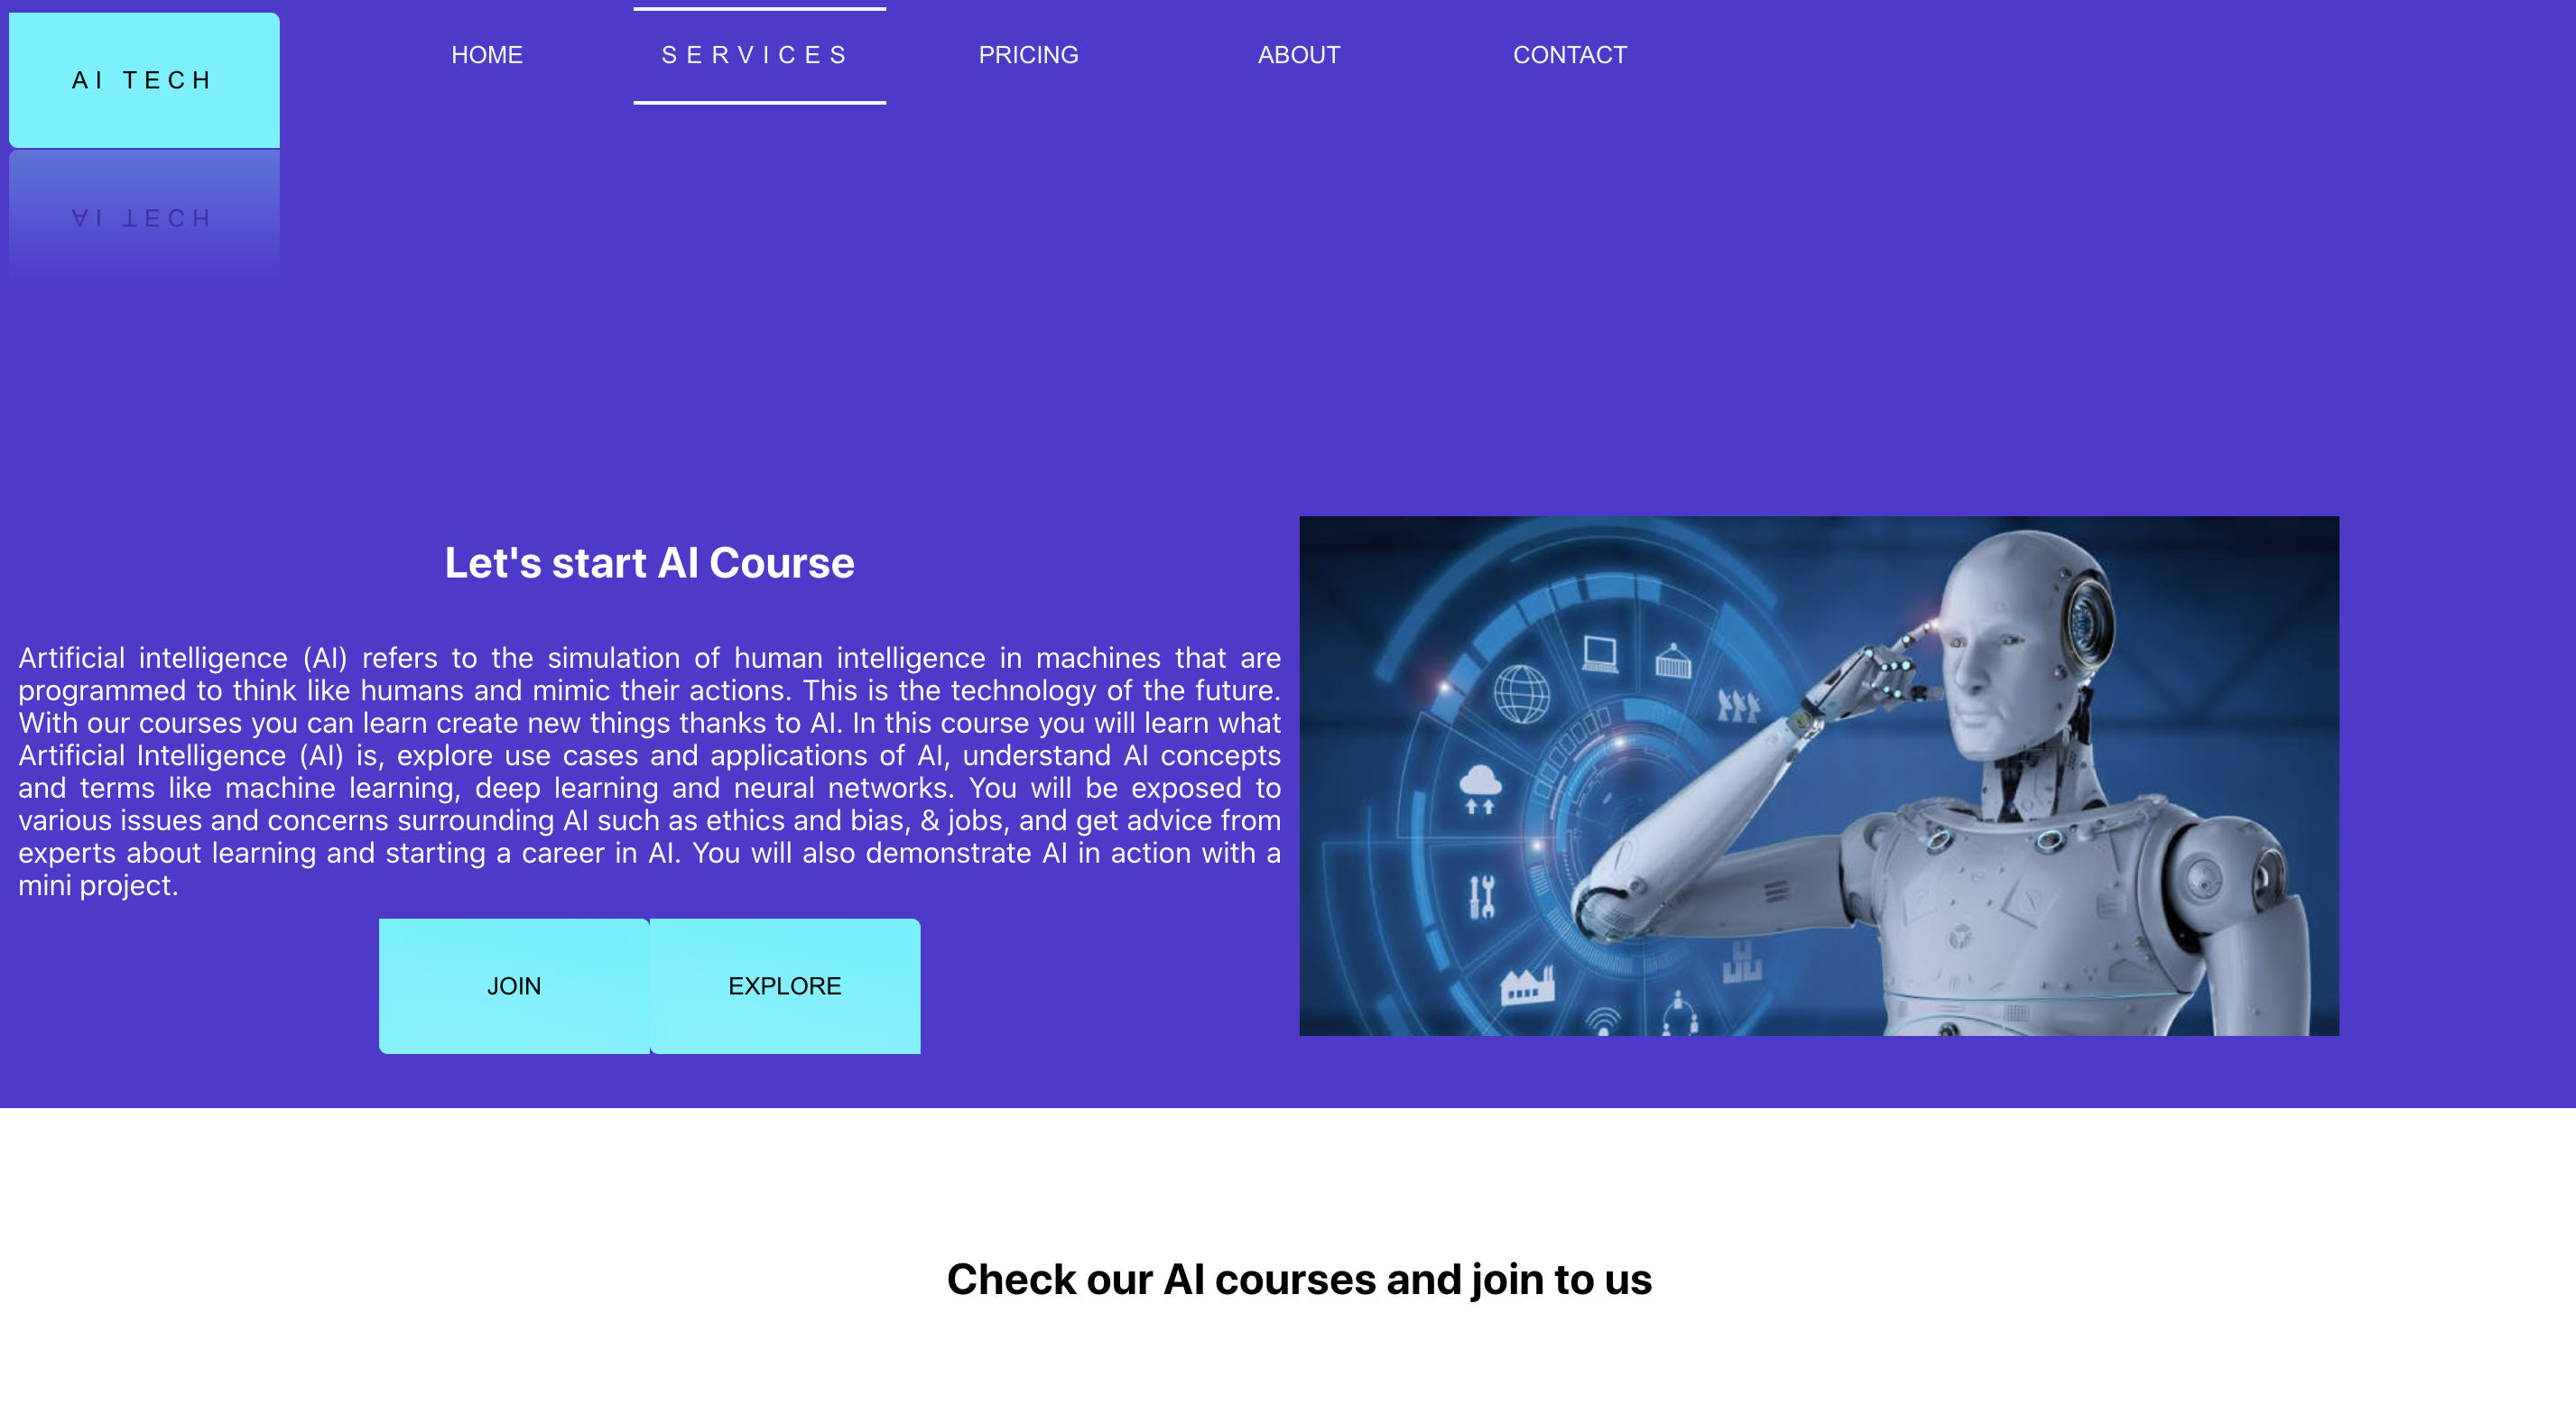 AI TECH
HOME
SERVICES
PRICING
ABOUT
CONTACT
AI TECH
Let's start AI Course
Artificial intelligence (AI) refers to the simulation of human intelligence in machines that are
programmed to think like humans and mimic their actions. This is the technology of the future.
With our courses you can learn create new things thanks to AI. In this course you will learn what
Artificial Intelligence (AI) is, explore use cases and applications of AI, understand AI concepts
and terms like machine learning, deep learning and neural networks. You will be exposed to
various issues and concerns surrounding AI such as ethics and bias, & jobs, and get advice from
experts about learning and starting a career in AI. You will also demonstrate AI in action with a
mini project.
JOIN
EXPLORE
Check our AI courses and join to us